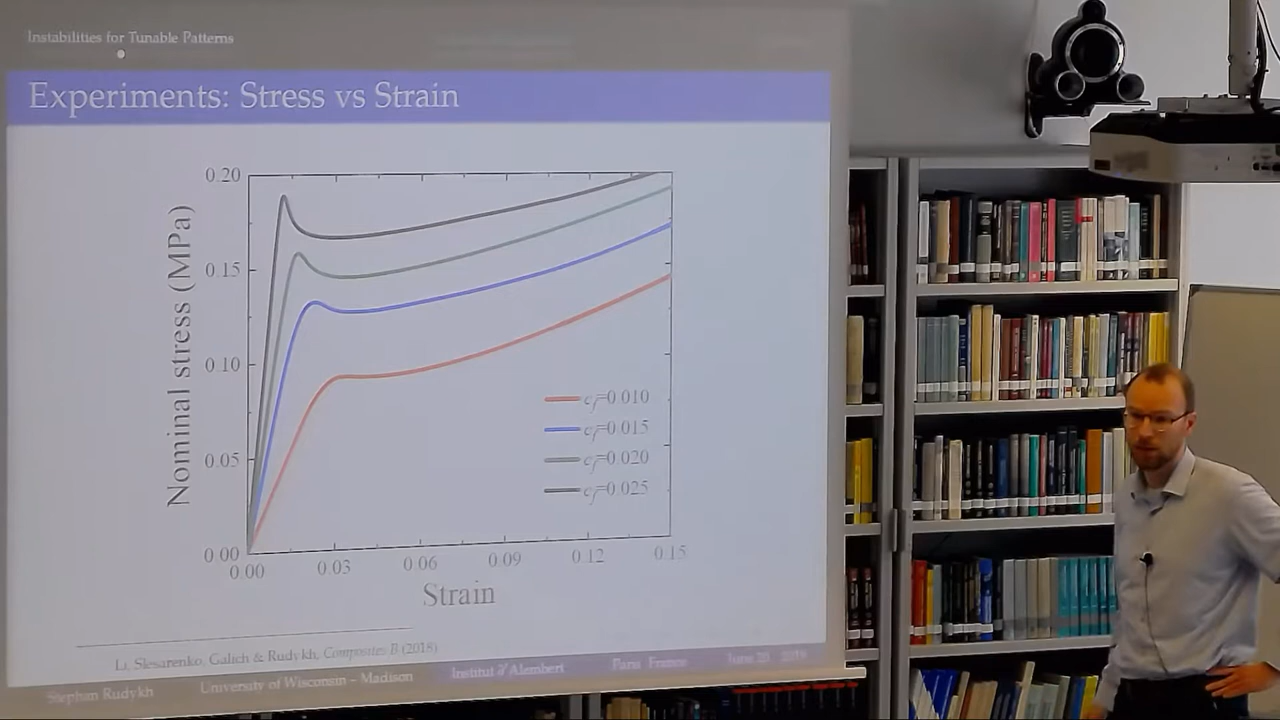 Instabilities for Tunable Patterns
Experiments: Stress vs Strain
Nominal stress (MPa)
0.20
0.15
0.10
0.05
0.00
c_f=0.010
c_f=0.015
c_f=0.020
c_f=0.025
0.00 0.03 0.06 0.09 0.12 0.15
Strain
Li, Slesarenko, Galich & Rudykh, Composites B (2018)
Stephan Rudykh University of Wisconsin – Madison Institut ∂'Alembert Paris France June 2018